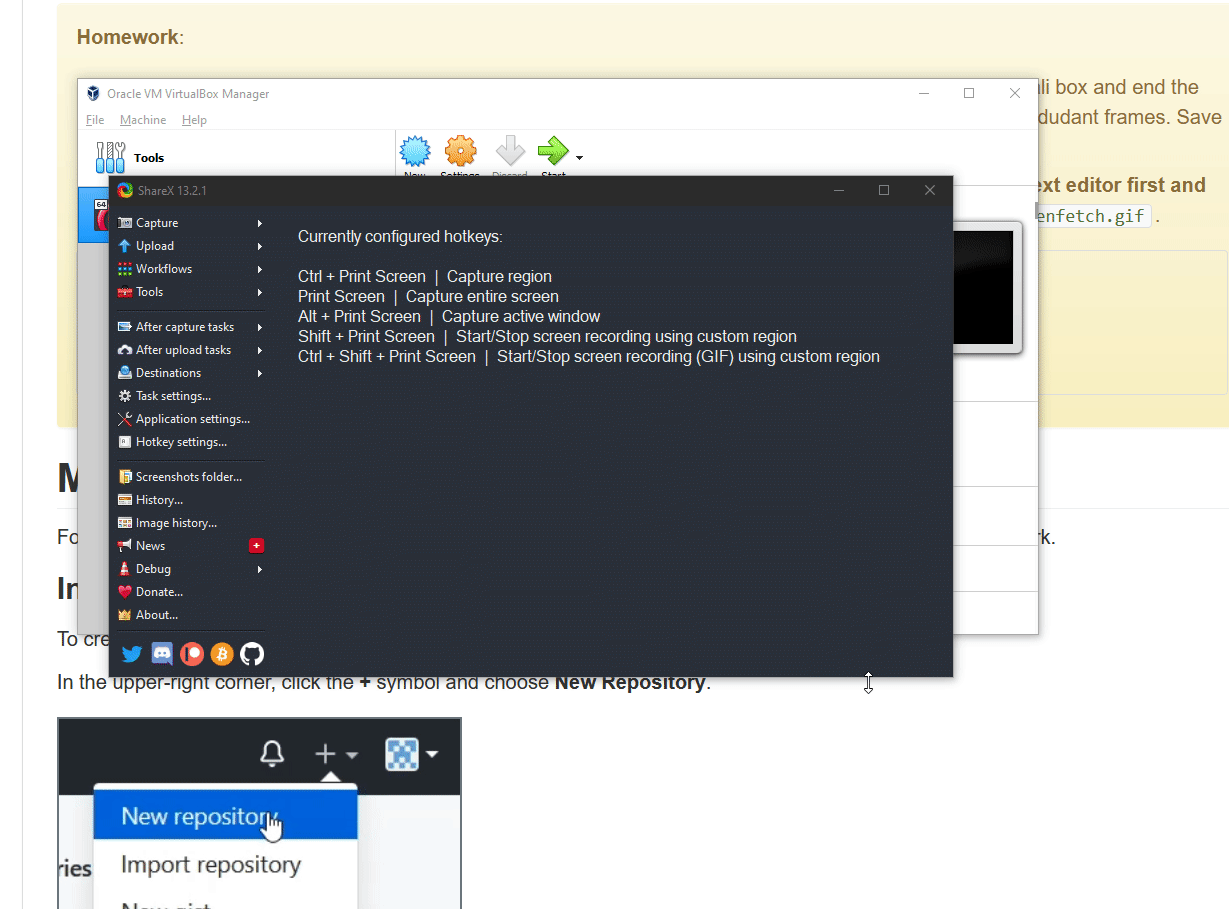 Homework:
li box and end the
dudant frames. Save
ext editor first and
enfetch.gif .
Oracle VM VirtualBox Manager
File Machine Help
Tools
New Settings Discard Start
64
ShareX 13.2.1
Capture
Upload
Workflows
Tools
After capture tasks
After upload tasks
Destinations
Task settings...
Application settings...
Hotkey settings...
Screenshots folder...
History...
Image history...
News
Debug
Donate...
About...
Currently configured hotkeys:
Ctrl + Print Screen | Capture region
Print Screen | Capture entire screen
Alt + Print Screen | Capture active window
Shift + Print Screen | Start/Stop screen recording using custom region
Ctrl + Shift + Print Screen | Start/Stop screen recording (GIF) using custom region
M
Fo
rk.
In
To cre
In the upper-right corner, click the + symbol and choose New Repository.
New repository
Import repository
ries
New gist